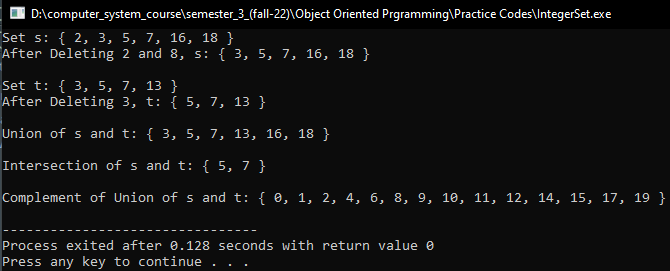 D:\computer_system_course\semester_3_(fall-22)\Object Oriented Prgramming\Practice Codes\IntegerSet.exe
Set s: { 2, 3, 5, 7, 16, 18 }
After Deleting 2 and 8, s: { 3, 5, 7, 16, 18 }
Set t: { 3, 5, 7, 13 }
After Deleting 3, t: { 5, 7, 13 }
Union of s and t: { 3, 5, 7, 13, 16, 18 }
Intersection of s and t: { 5, 7 }
Complement of Union of s and t: { 0, 1, 2, 4, 6, 8, 9, 10, 11, 12, 14, 15, 17, 19 }
--------------------------------
Process exited after 0.128 seconds with return value 0
Press any key to continue . . .